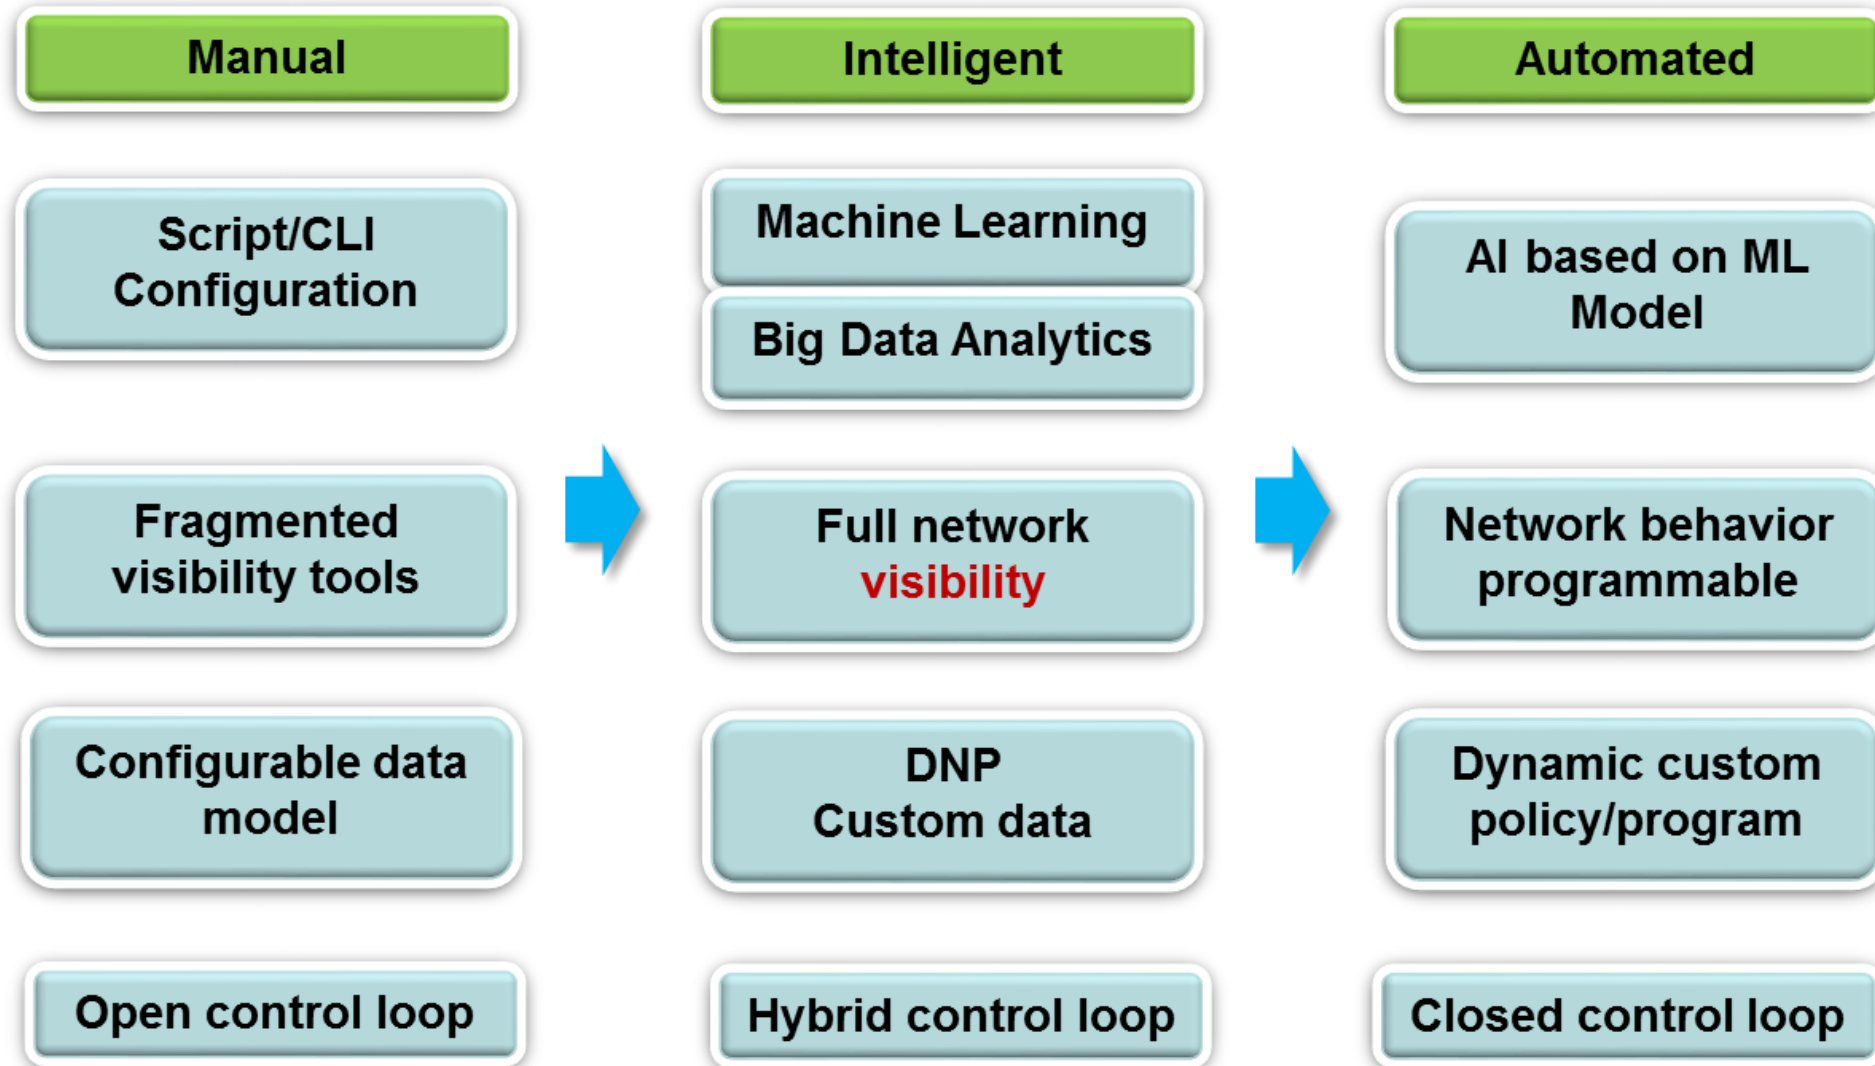 Manual
Script/CLI
Configuration
Fragmented
visibility tools
Configurable data
model
Open control loop
Intelligent
Machine Learning
Big Data Analytics
Full network
visibility
DNP
Custom data
Hybrid control loop
Automated
AI based on ML
Model
Network behavior
programmable
Dynamic custom
policy/program
Closed control loop